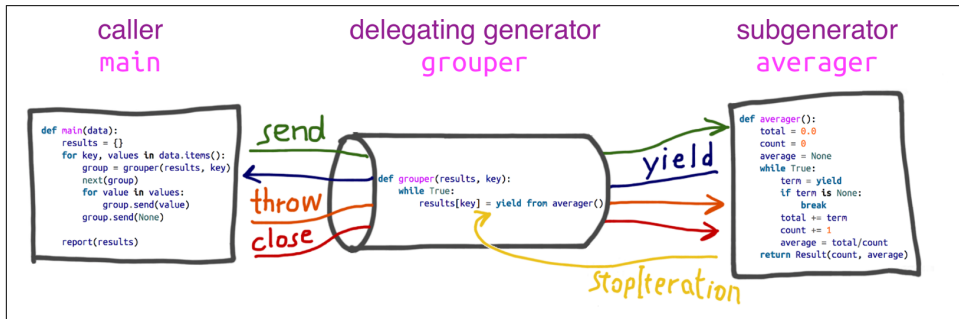 caller
main
delegating generator
grouper
subgenerator
averager
def main(data):
    results = {}
    for key, values in data.items():
        group = grouper(results, key)
        next(group)
        for value in values:
            group.send(value)
        group.send(None)

    report(results)
send
throw
close
def grouper(results, key):
    while True:
        results[key] = yield from averager()
yield
stopIteration
def averager():
    total = 0.0
    count = 0
    average = None
    while True:
        term = yield
        if term is None:
            break
        total += term
        count += 1
        average = total/count
    return Result(count, average)